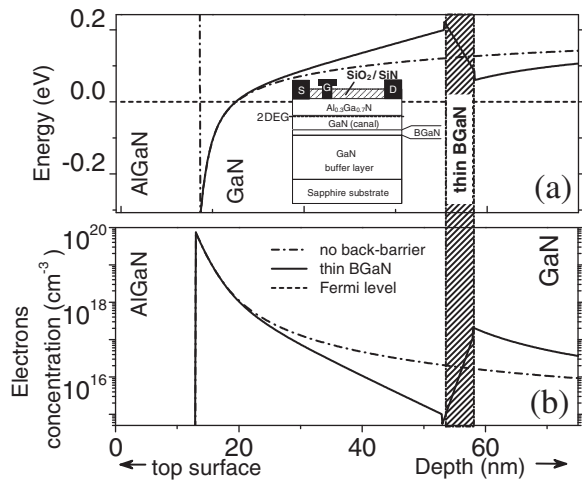 Energy (eV)
0.2
0.0
-0.2
AlGaN
GaN
SiO2/SiN
S
G
D
Al0.3Ga0.7N
2DEG
GaN (canal)
BGaN
GaN
buffer layer
Sapphire substrate
thin BGaN
(a)
Electrons
concentration (cm-3)
10^20
10^18
10^16
AlGaN
no back-barrier
thin BGaN
Fermi level
GaN
(b)
0
20
40
60
top surface
Depth (nm)